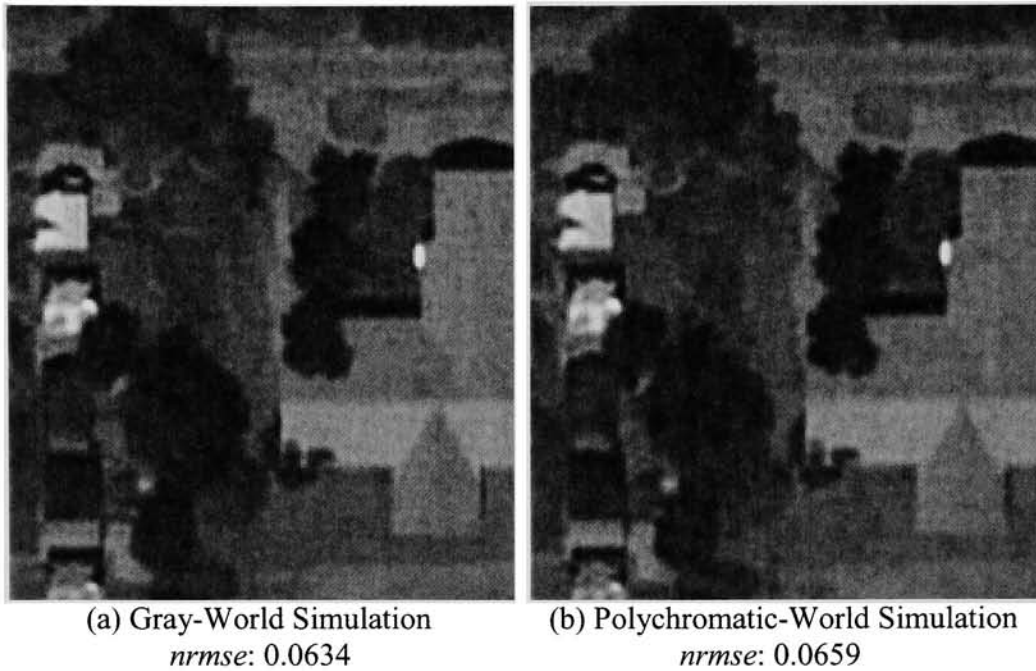 (a) Gray-World Simulation
nrmse: 0.0634
(b) Polychromatic-World Simulation
nrmse: 0.0659